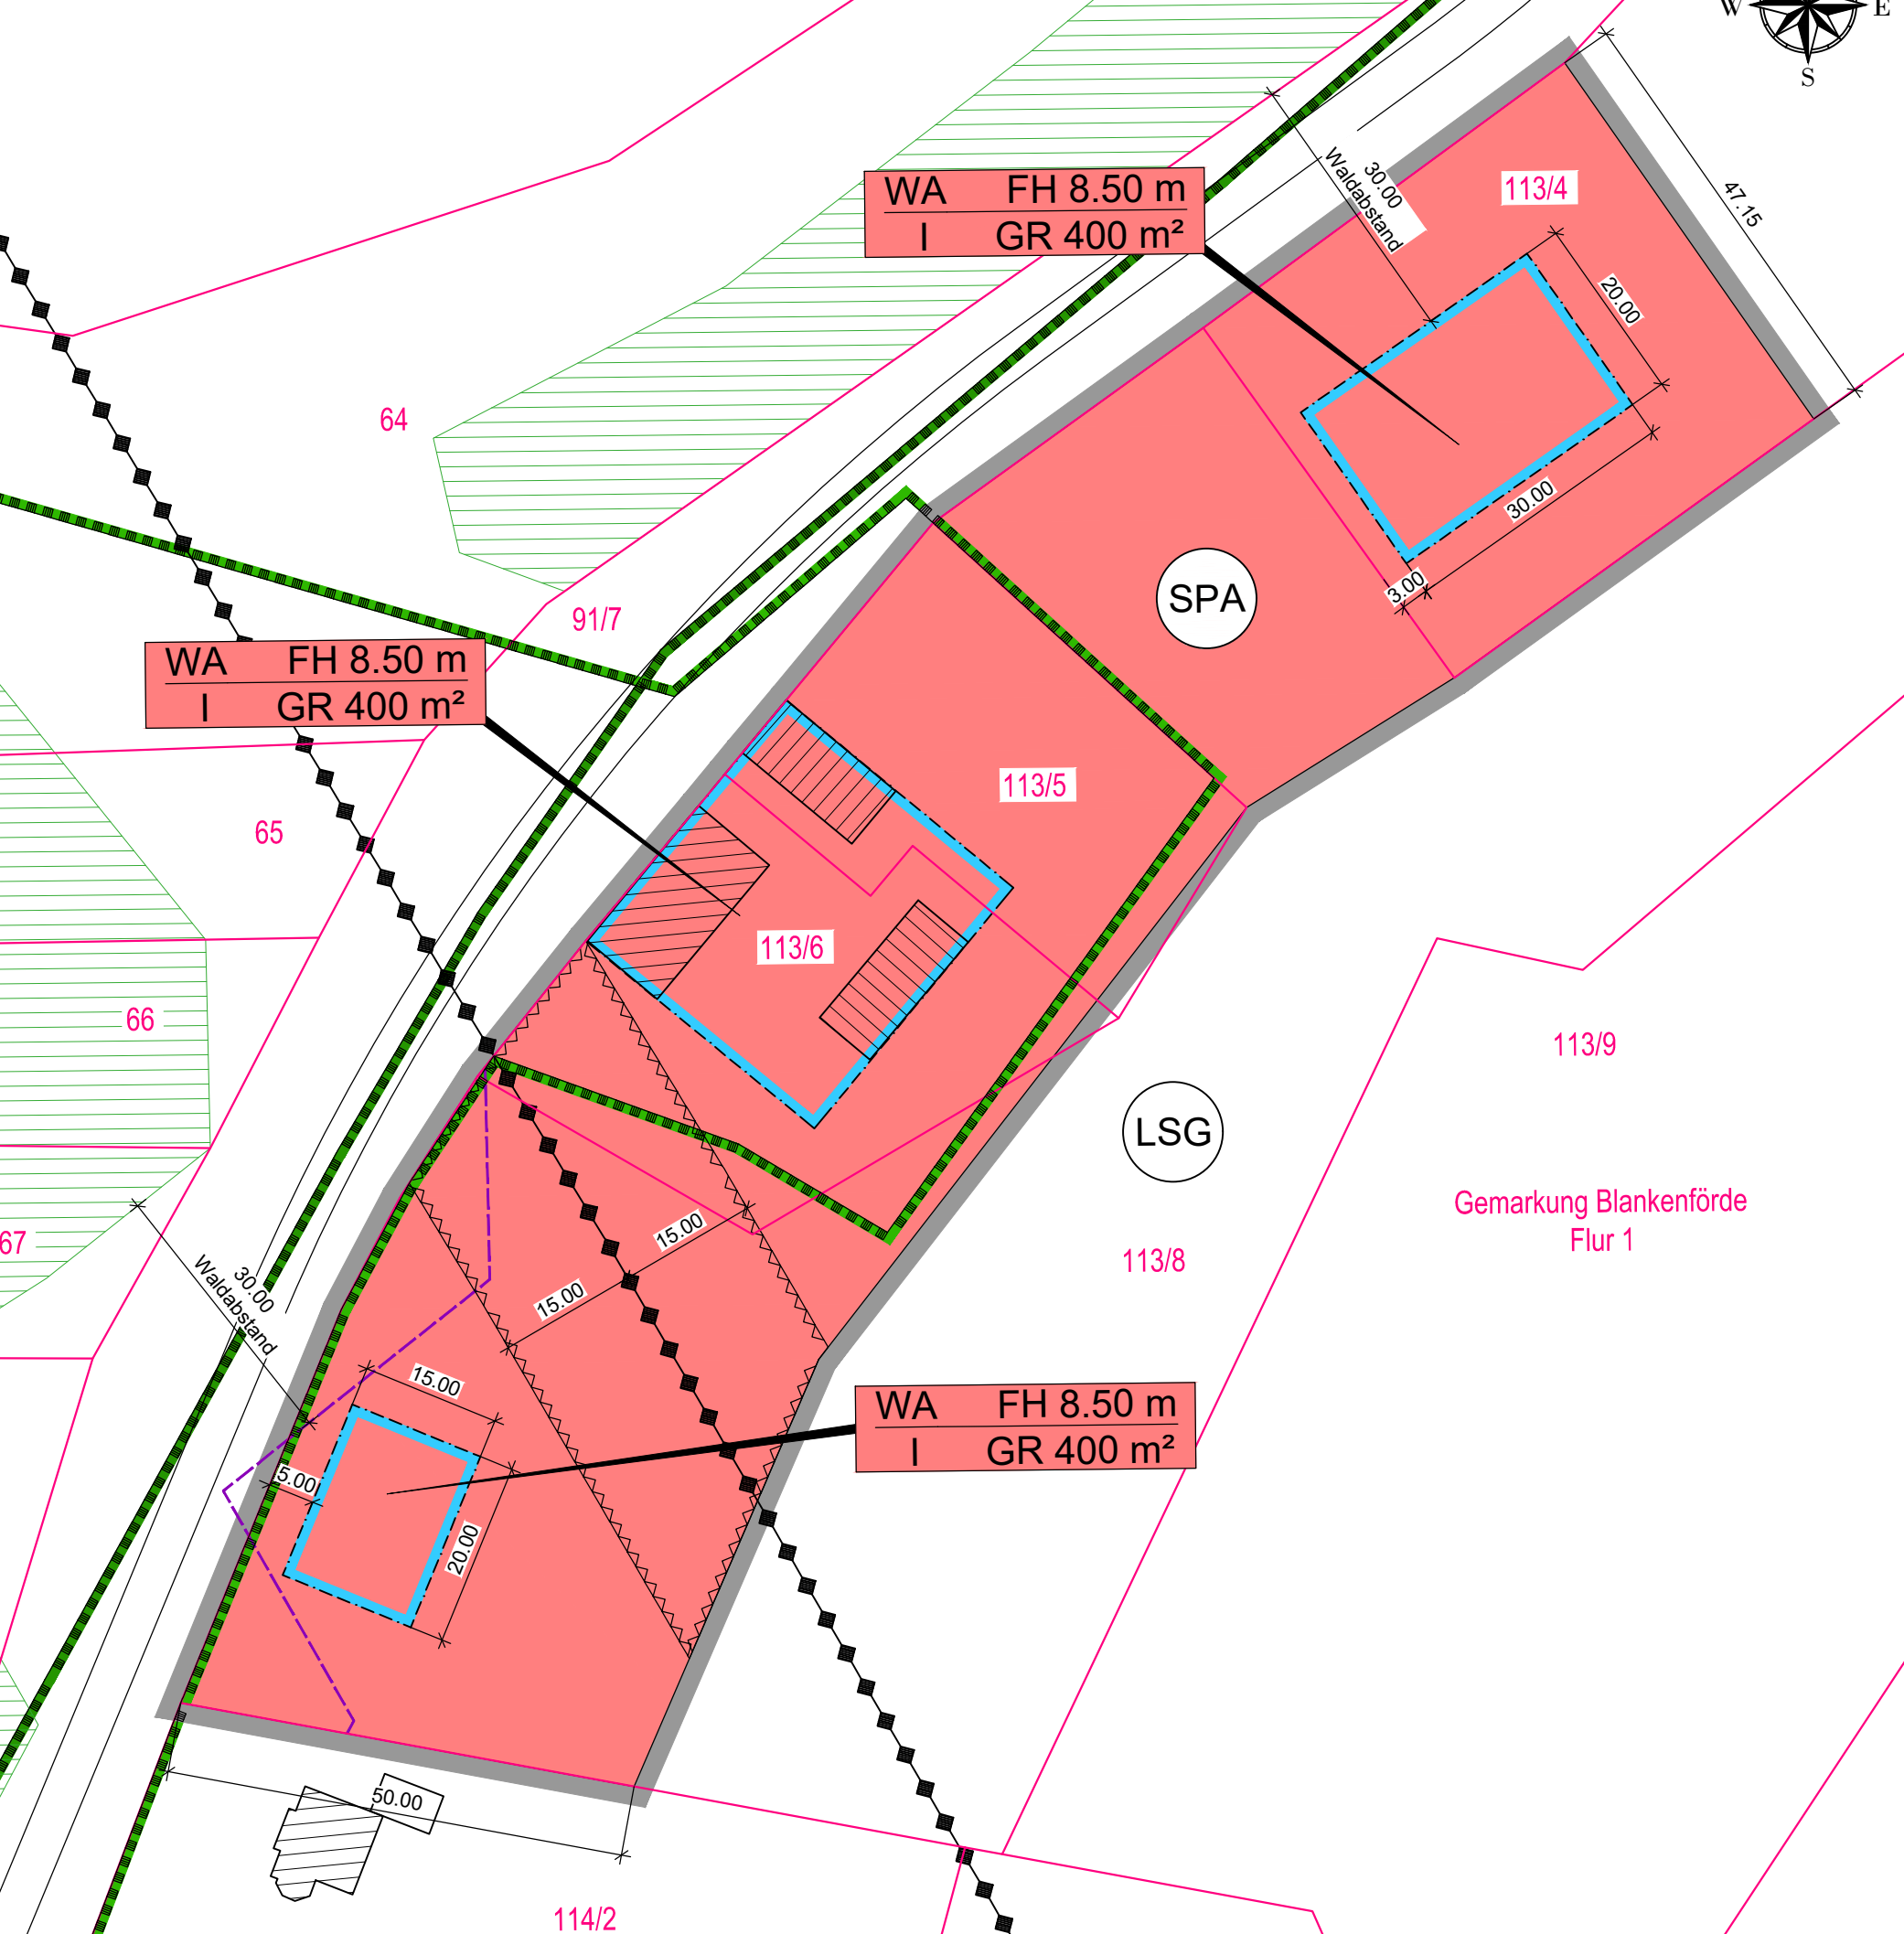 W E
S
113/4
47.15
30.00
Waldabstand
WA FH 8.50 m
I GR 400 m²
20.00
64
30.00
SPA
3.00
91/7
WA FH 8.50 m
I GR 400 m²
113/5
65
113/6
66
113/9
LSG
Gemarkung Blankenförde
Flur 1
67
113/8
15.00
15.00
30.00
Waldabstand
15.00
WA FH 8.50 m
I GR 400 m²
5.00
20.00
50.00
114/2